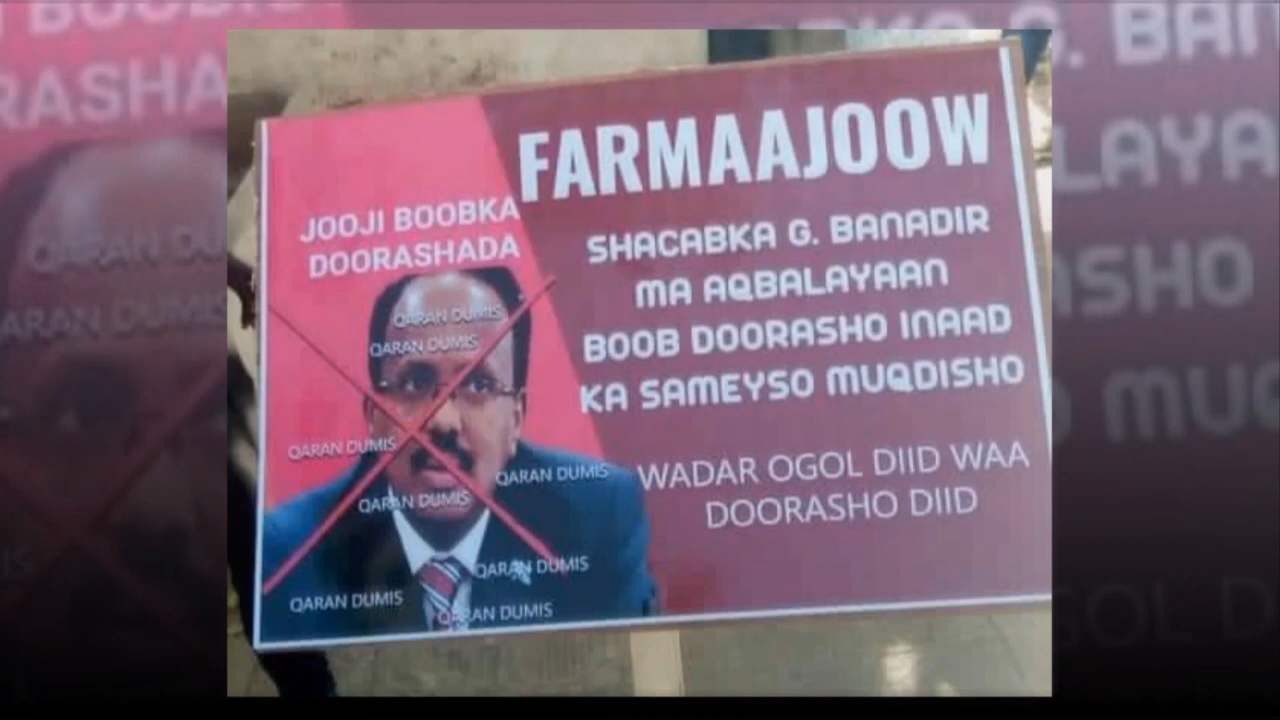 FARMAAJOOW
JOOJI BOOBKA
DOORASHADA
SHACABKA G. BANADIR
MA AQBALAYAAN
BOOB DOORASHO INAAD
KA SAMEYSO MUQDISHO
WADAR OGOL DIID WAA
DOORASHO DIID
QARAN DUMIS
QARAN DUMIS
QARAN DUMIS
QARAN DUMIS
QARAN DUMIS
QARAN DUMIS
QARAN DUMIS
QARAN DUMIS